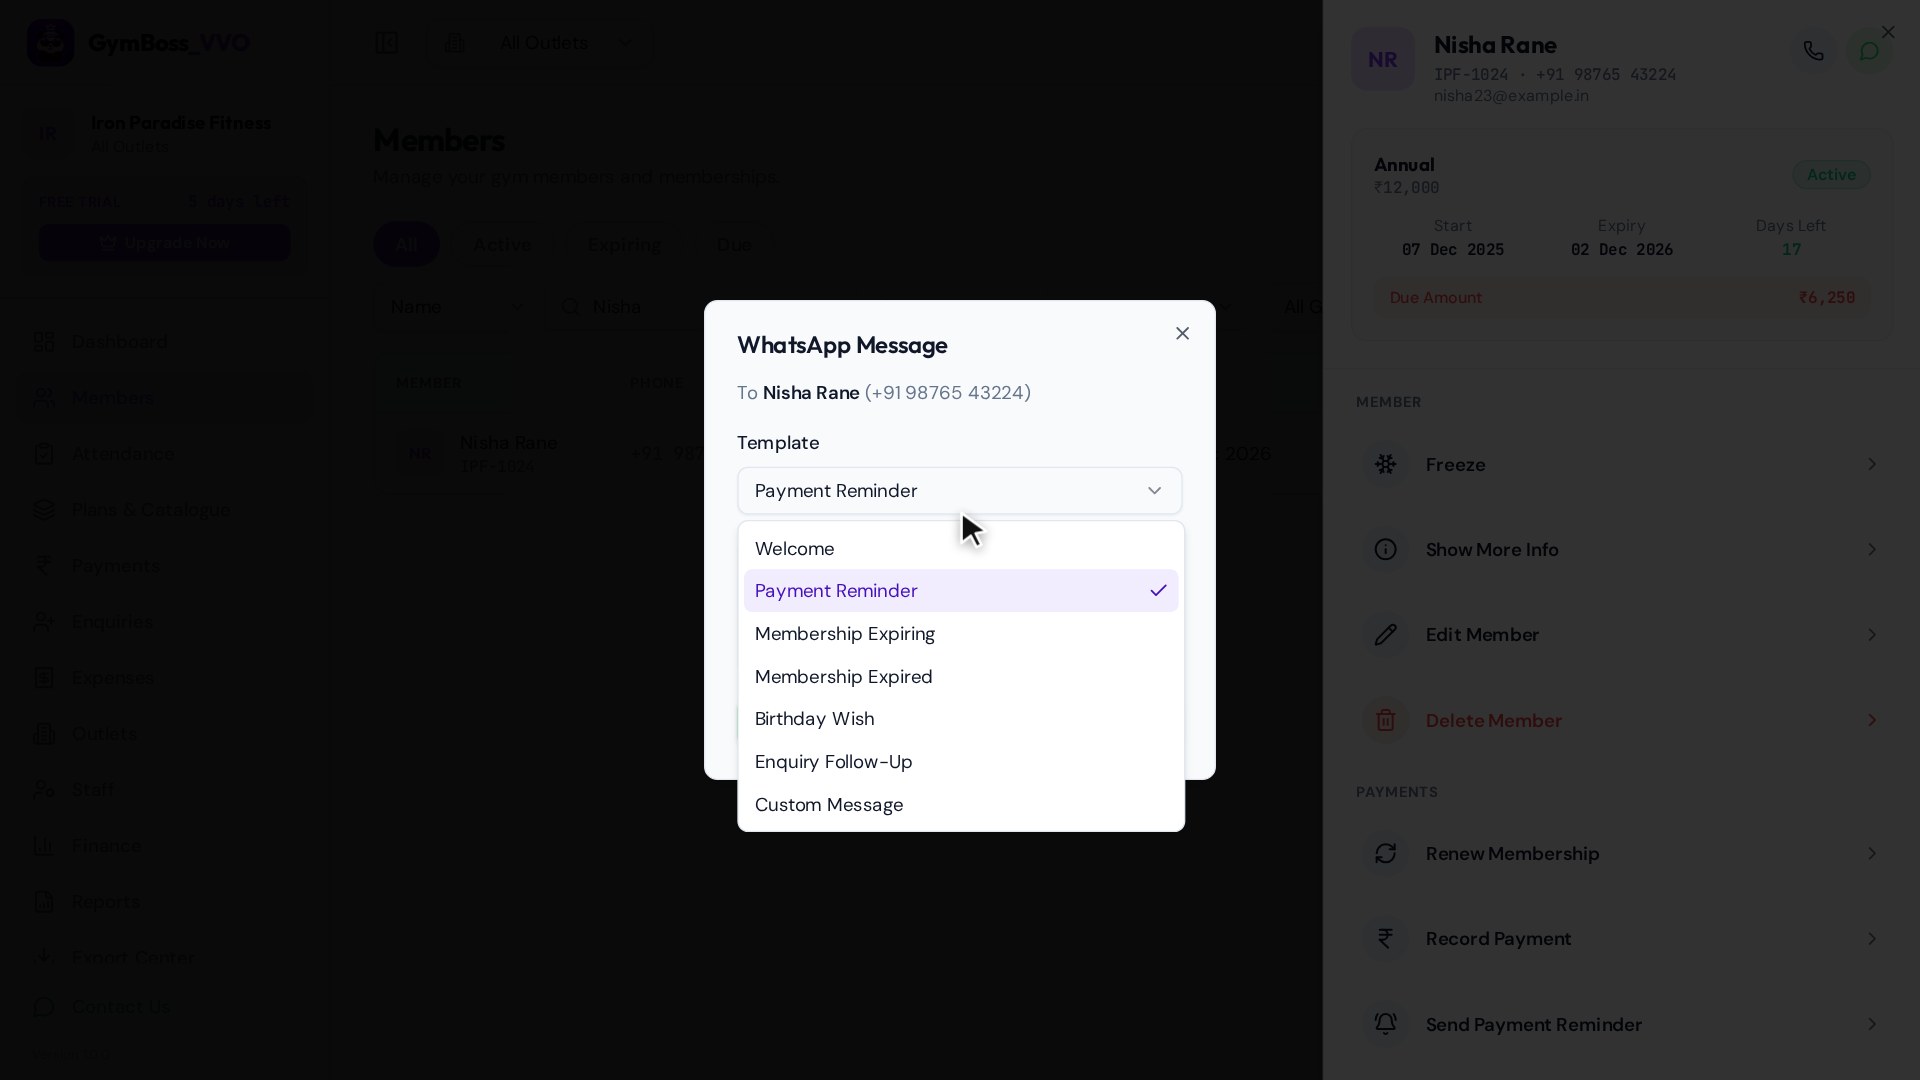 GymBoss_VVO
All Outlets
IR
Iron Paradise Fitness
All Outlets
FREE TRIAL
5 days left
Upgrade Now
Dashboard
Members
Attendance
Plans & Catalogue
Payments
Enquiries
Expenses
Outlets
Staff
Finance
Reports
Export Center
Contact Us
Members
Manage your gym members and memberships.
All
Active
Expiring
Due
Name
Nisha
All G
MEMBER
PHONE
NR
Nisha Rane
IPF-1024
+91 987
2026
WhatsApp Message
To Nisha Rane (+91 98765 43224)
Template
Payment Reminder
Welcome
Payment Reminder
Membership Expiring
Membership Expired
Birthday Wish
Enquiry Follow-Up
Custom Message
NR
Nisha Rane
IPF-1024 · +91 98765 43224
nisha23@example.in
Annual
₹12,000
Active
Start
Expiry
Days Left
07 Dec 2025
02 Dec 2026
17
Due Amount
₹6,250
MEMBER
Freeze
Show More Info
Edit Member
Delete Member
PAYMENTS
Renew Membership
Record Payment
Send Payment Reminder